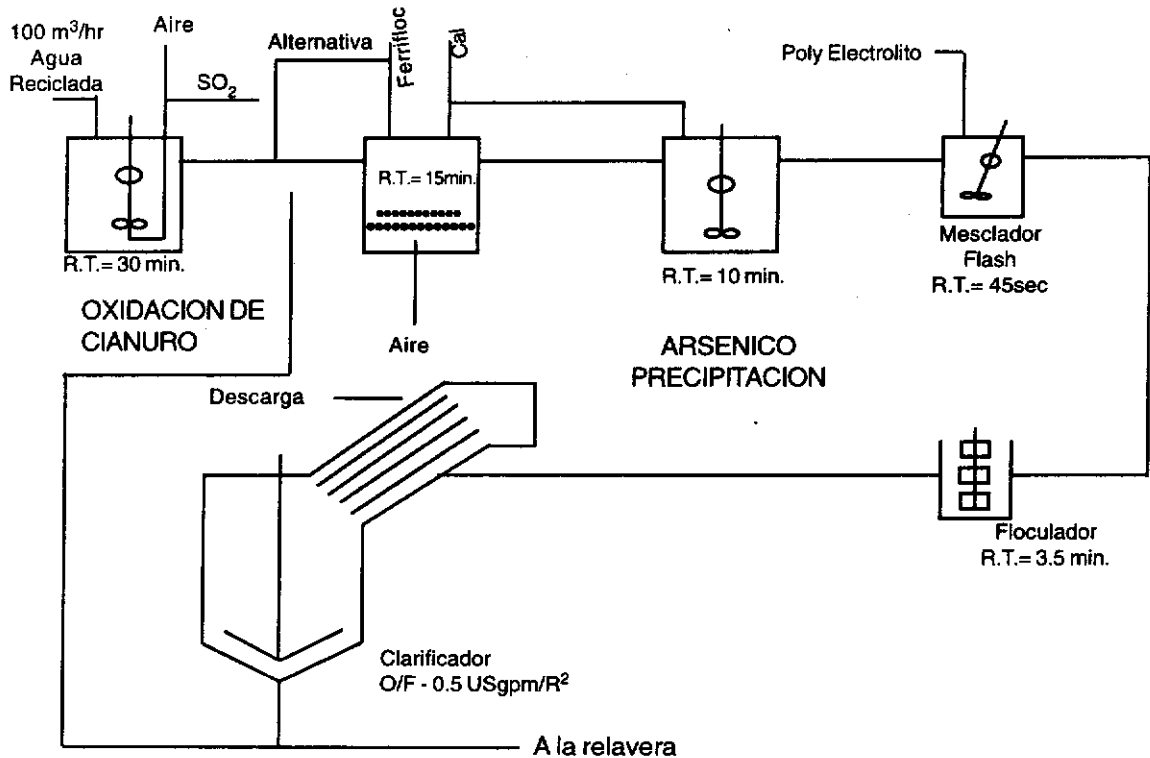 100 m³/hr
Agua
Reciclada
Aire
SO₂
Alternativa
Ferrifloc
Cal
Poly Electrolito
R.T.= 30 min.
R.T.= 15min.
R.T.= 10 min.
Mesclador
Flash
R.T.= 45sec
OXIDACION DE
CIANURO
Aire
ARSENICO
PRECIPITACION
Descarga
Floculador
R.T.= 3.5 min.
Clarificador
O/F - 0.5 USgpm/R²
A la relavera